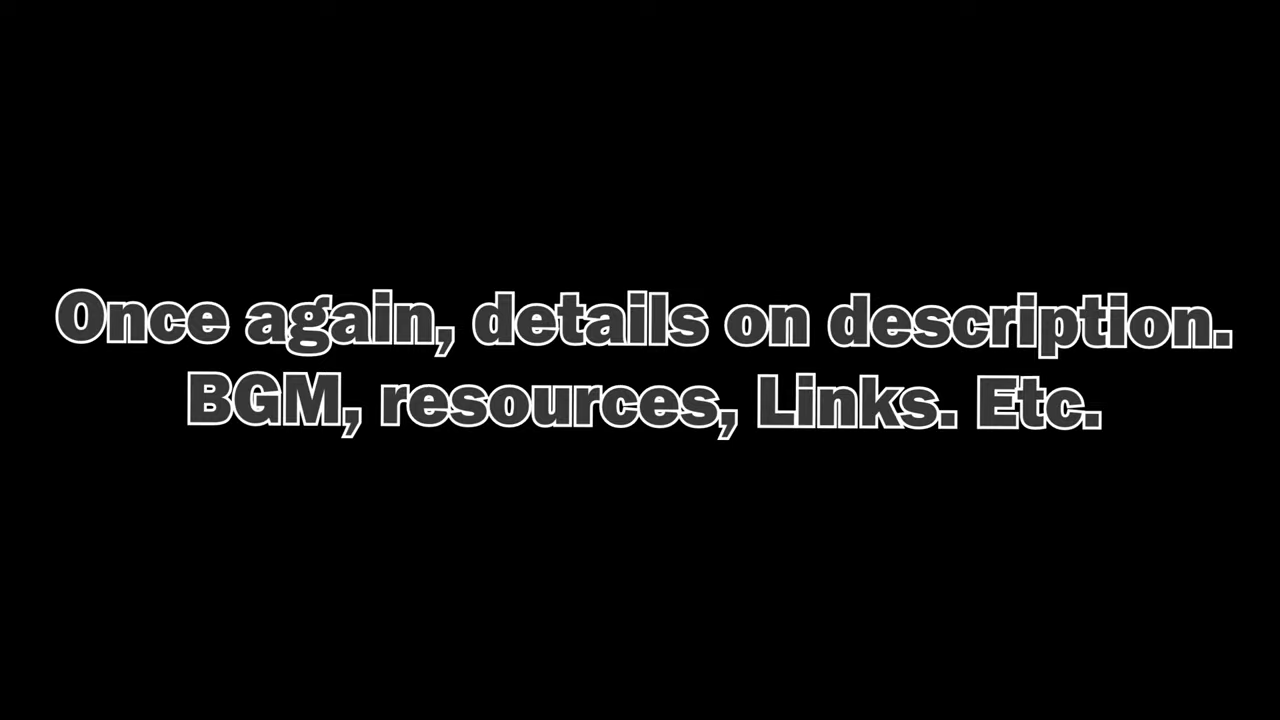 Once again, details on description.
BGM, resources, Links. Etc.